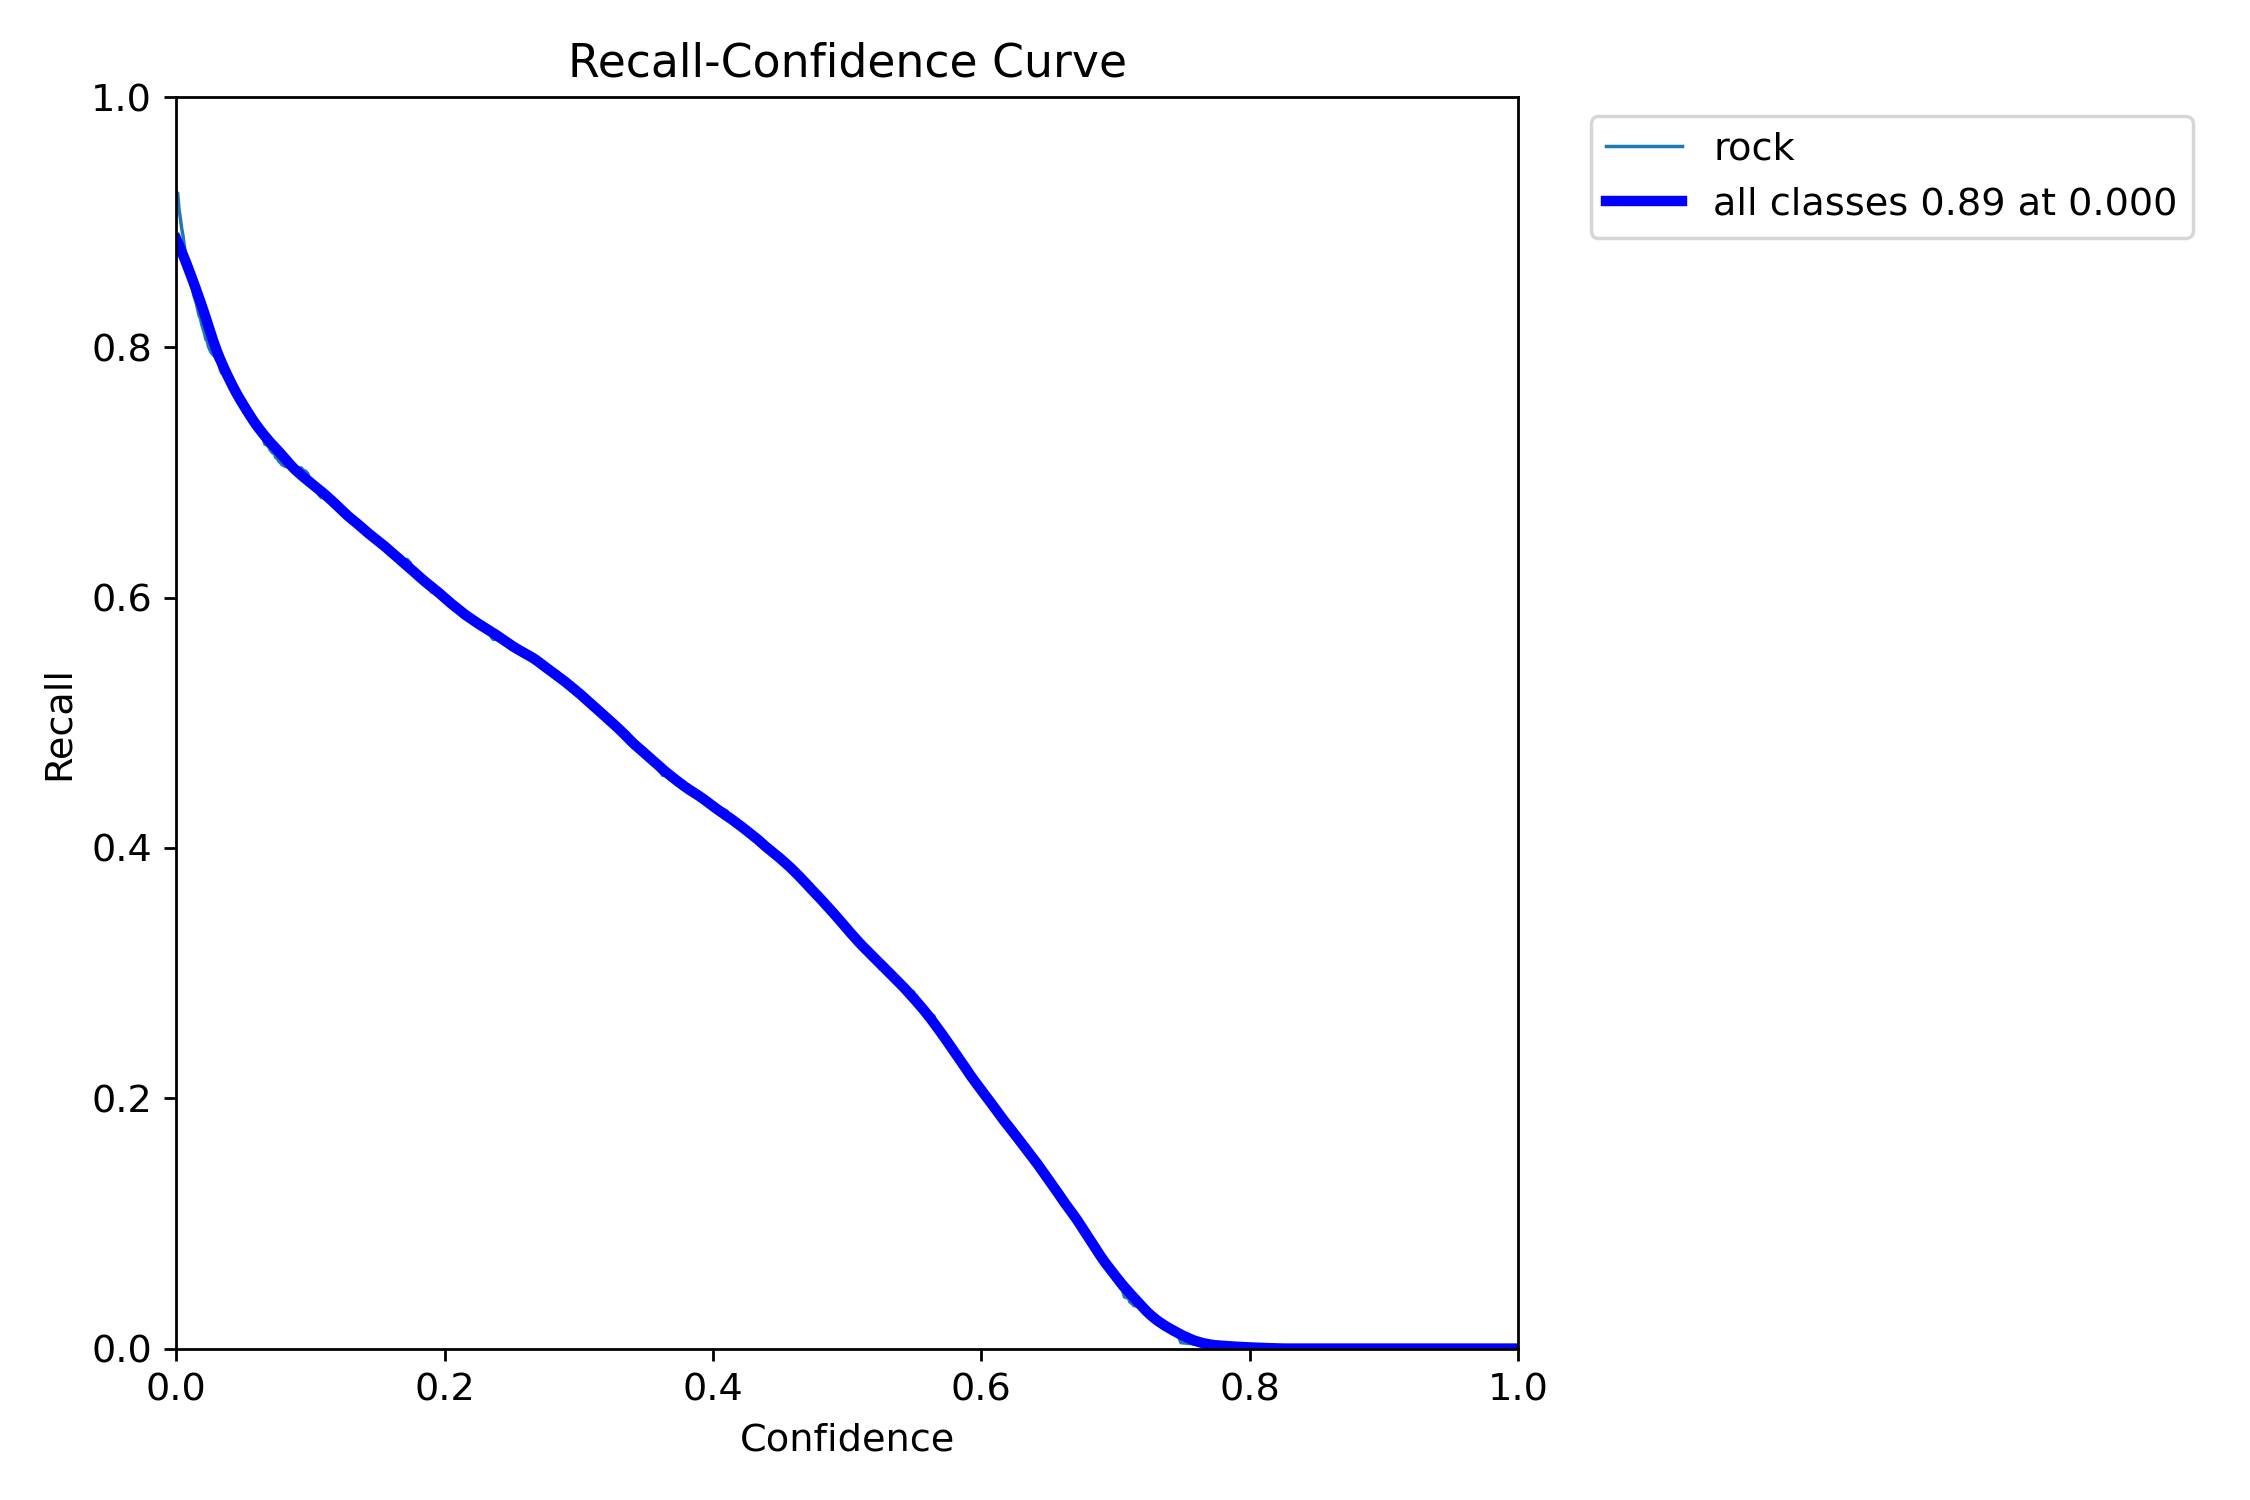 Recall-Confidence Curve
1.0
0.8
0.6
0.4
0.2
0.0
Recall
0.0 0.2 0.4 0.6 0.8 1.0
Confidence
rock
all classes 0.89 at 0.000